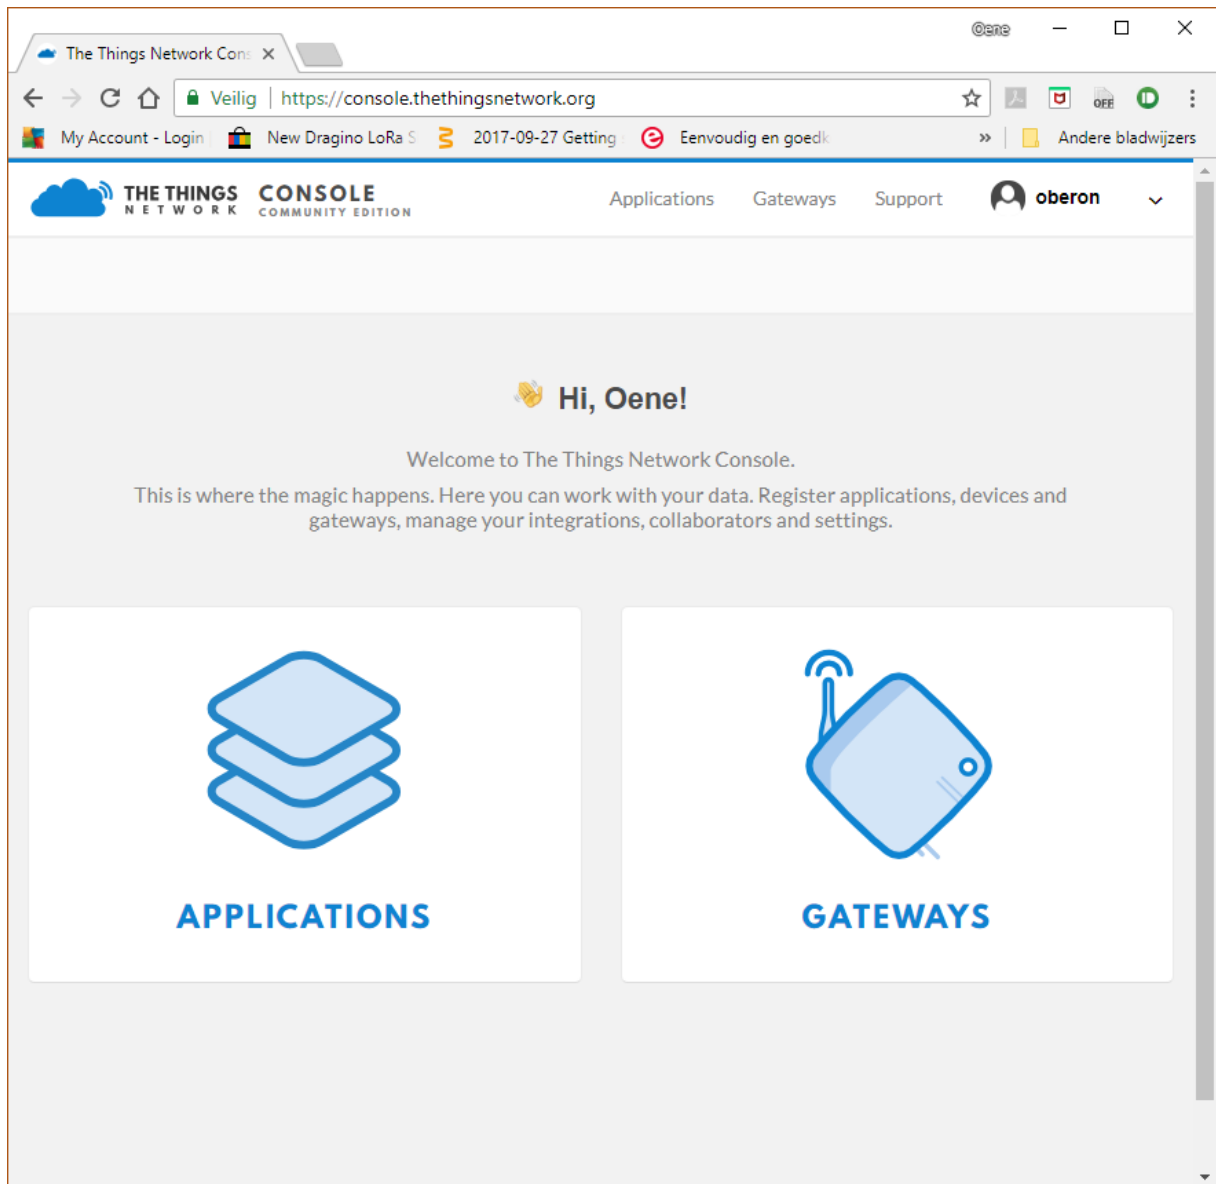 Oene
The Things Network Cons
Veilig https://console.thethingsnetwork.org
OFF
My Account - Login New Dragino LoRa S 2017-09-27 Getting Eenvoudig en goedk » Andere bladwijzers
THE THINGS NETWORK CONSOLE COMMUNITY EDITION Applications Gateways Support oberon
👋 Hi, Oene!
Welcome to The Things Network Console.
This is where the magic happens. Here you can work with your data. Register applications, devices and
gateways, manage your integrations, collaborators and settings.
APPLICATIONS GATEWAYS